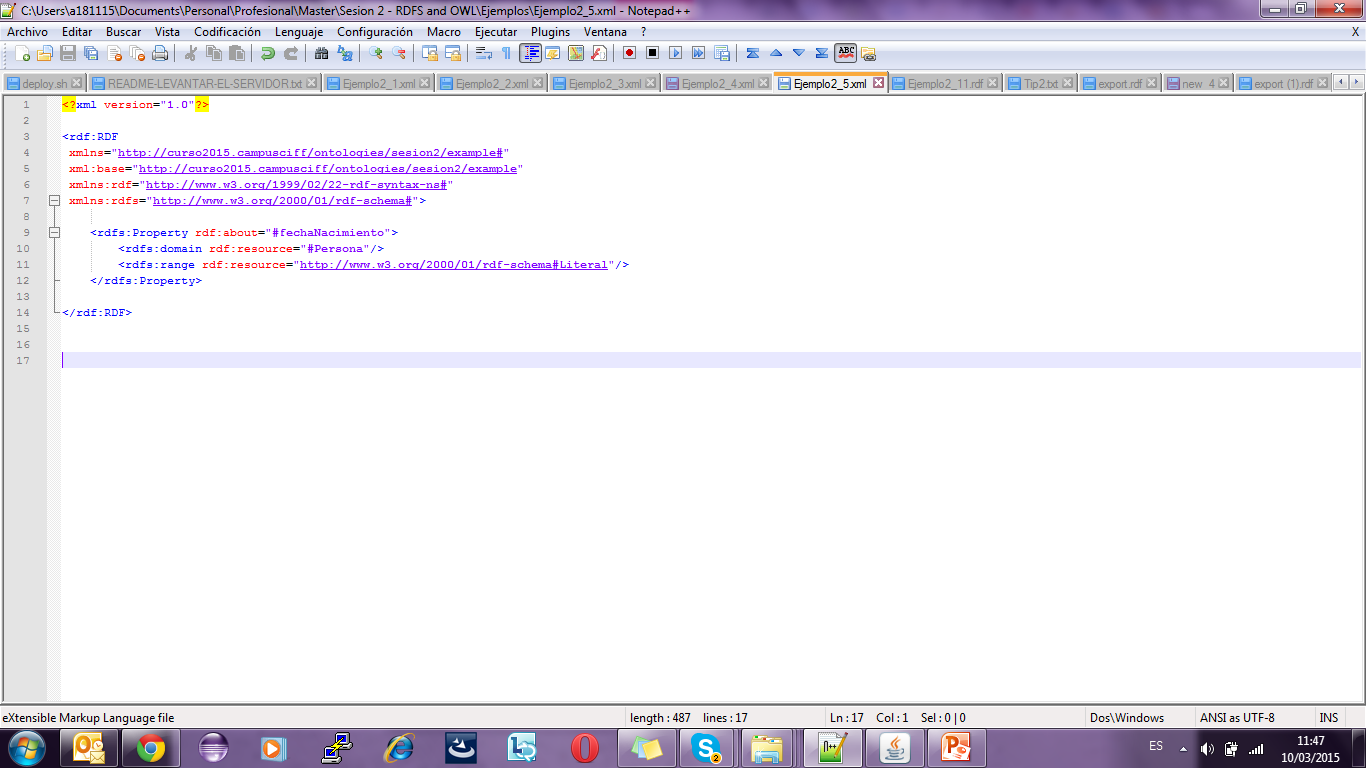 C:\Users\a181115\Documents\Personal\Profesional\Master\Sesion 2 - RDFS and OWL\Ejemplos\Ejemplo2_5.xml - Notepad++
Archivo Editar Buscar Vista Codificación Lenguaje Configuración Macro Ejecutar Plugins Ventana ? X
ABC
deploy.sh README-LEVANTAR-EL-SERVIDOR.txt Ejemplo2_1.xml Ejemplo2_2.xml Ejemplo2_3.xml Ejemplo2_4.xml Ejemplo2_5.xml Ejemplo2_11.rdf Tip2.txt export.rdf new 4 export (1).rdf
1 <?xml version="1.0"?>
2
3 <rdf:RDF
4 xmlns="http://curso2015.campusciff/ontologies/sesion2/example#"
5 xml:base="http://curso2015.campusciff/ontologies/sesion2/example"
6 xmlns:rdf="http://www.w3.org/1999/02/22-rdf-syntax-ns#"
7 xmlns:rdfs="http://www.w3.org/2000/01/rdf-schema#">
8
9 <rdfs:Property rdf:about="#fechaNacimiento">
10 <rdfs:domain rdf:resource="#Persona"/>
11 <rdfs:range rdf:resource="http://www.w3.org/2000/01/rdf-schema#Literal"/>
12 </rdfs:Property>
13
14 </rdf:RDF>
15
16
17
eXtensible Markup Language file length : 487 lines : 17 Ln : 17 Col : 1 Sel : 0 | 0 Dos\Windows ANSI as UTF-8 INS
ES 11:47
10/03/2015